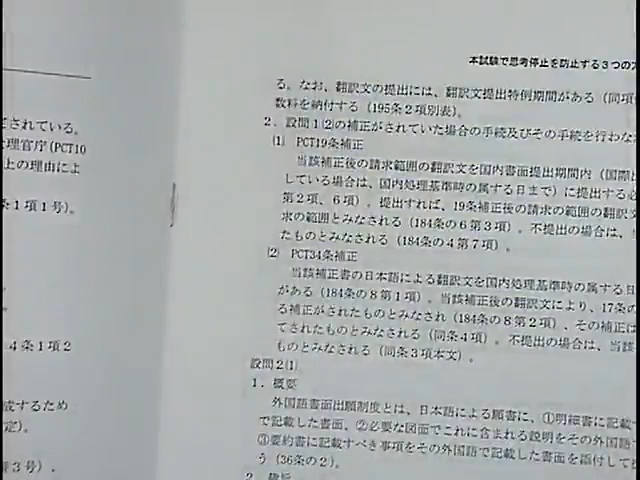 されている。
理官庁(PCT10
上の理由によ
条1項1号)。
4条1項2
成するため
定)。
第3号)、
本試験で思考停止を防止する3つの
る。なお、翻訳文の提出には、翻訳文提出特例期間がある(同項
数料を納付する(195条2項別表)。
2.設問1(2)の補正がされていた場合の手続及びその手続を行わな
(1) PCT19条補正
当該補正後の請求範囲の翻訳文を国内書面提出期間内(国際
している場合は、国内処理基準時の属する日まで)に提出する必
第2項、6項)。提出すれば、19条補正後の請求の範囲の翻訳
求の範囲とみなされる(184条の6第3項)。不提出の場合は、
たものとみなされる(184条の4第7項)。
(2) PCT34条補正
当該補正書の日本語による翻訳文を国内処理基準時の属する日
がある(184条の8第1項)。当該補正後の翻訳文により、17条の
る補正がされたものとみなされ(184条の8第2項)、その補正は
てされたものとみなされる(同条4項)。不提出の場合は、当該
ものとみなされる(同条3項本文)。
設問2(1)
1.概要
外国語書面出願制度とは、日本語による願書に、①明細書に記載
で記載した書面、②必要な図面でこれに含まれる説明をその外国語
③要約書に記載すべき事項をその外国語で記載した書面を添付して
う(36条の2)。
2.趣旨